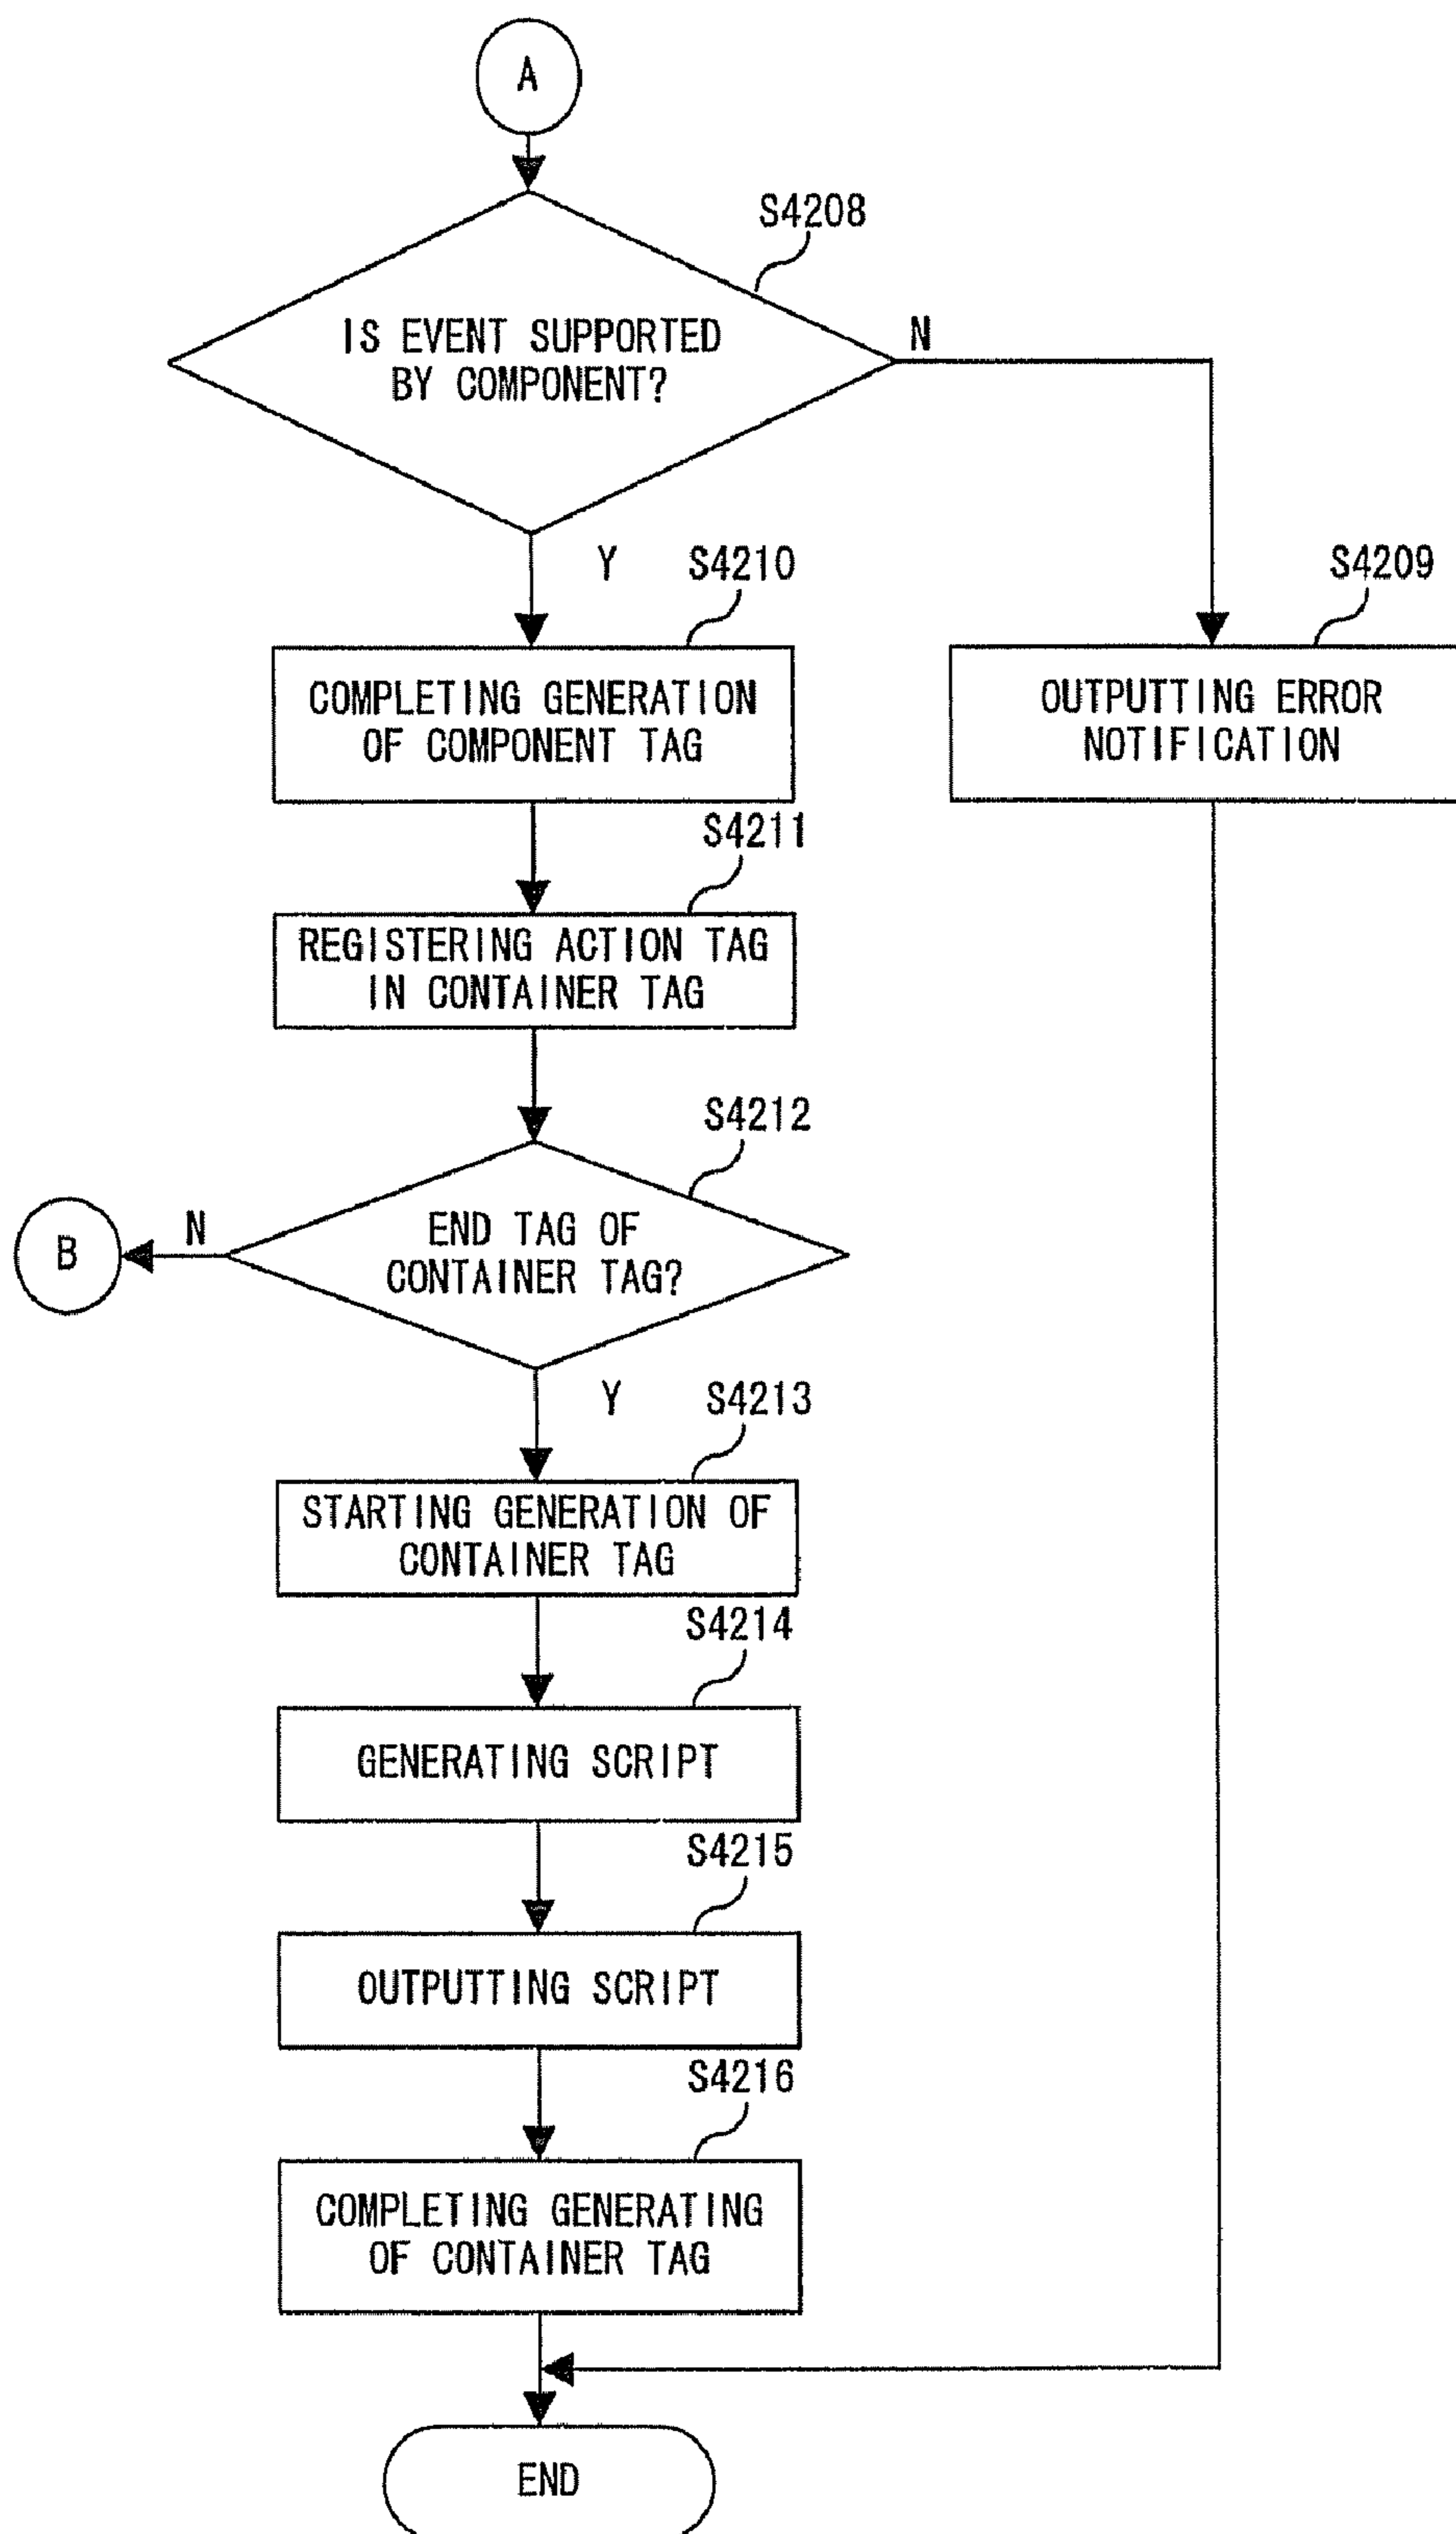 A
S4208
IS EVENT SUPPORTED
BY COMPONENT?
N
Y
S4210
S4209
COMPLETING GENERATION
OF COMPONENT TAG
OUTPUTTING ERROR
NOTIFICATION
S4211
REGISTERING ACTION TAG
IN CONTAINER TAG
S4212
END TAG OF
CONTAINER TAG?
N
B
Y
S4213
STARTING GENERATION OF
CONTAINER TAG
S4214
GENERATING SCRIPT
S4215
OUTPUTTING SCRIPT
S4216
COMPLETING GENERATING
OF CONTAINER TAG
END